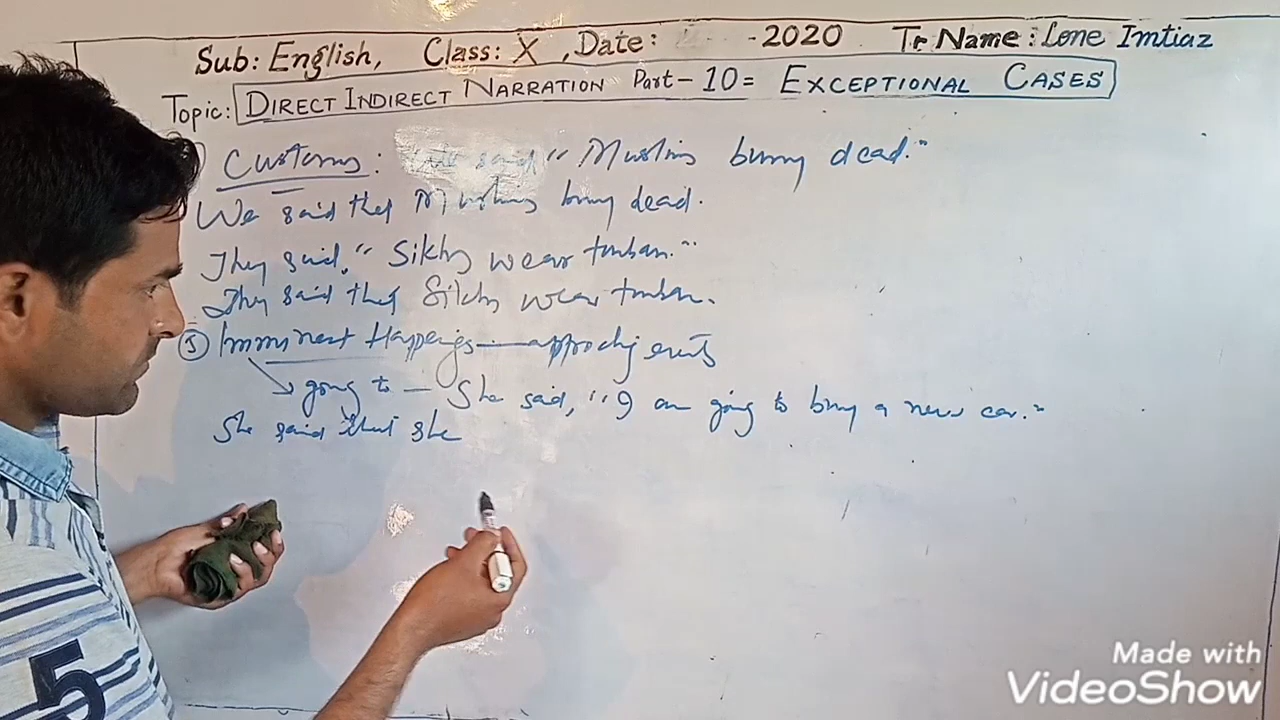 Sub: English, Class: X, Date: -2020 Tr Name: Lone Imtiaz
Topic: DIRECT INDIRECT NARRATION Part-10= EXCEPTIONAL CASES
Customs: said "Muslims bury dead."
We said that Muslims bury dead.
They said, "Sikhs wear turban."
They said that Sikhs wear turban.
5 Imminent Happenings approchig events
going to — She said, "I am going to buy a new car."
She said that she
5
Made with
VideoShow